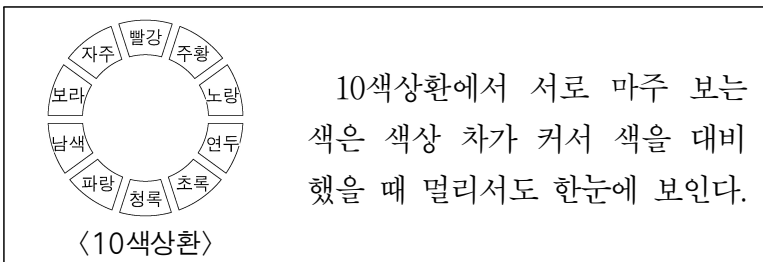 빨강
주황
노랑
연두
초록
청록
파랑
남색
보라
자주
〈10색상환〉
10색상환에서 서로 마주 보는
색은 색상 차가 커서 색을 대비
했을 때 멀리서도 한눈에 보인다.